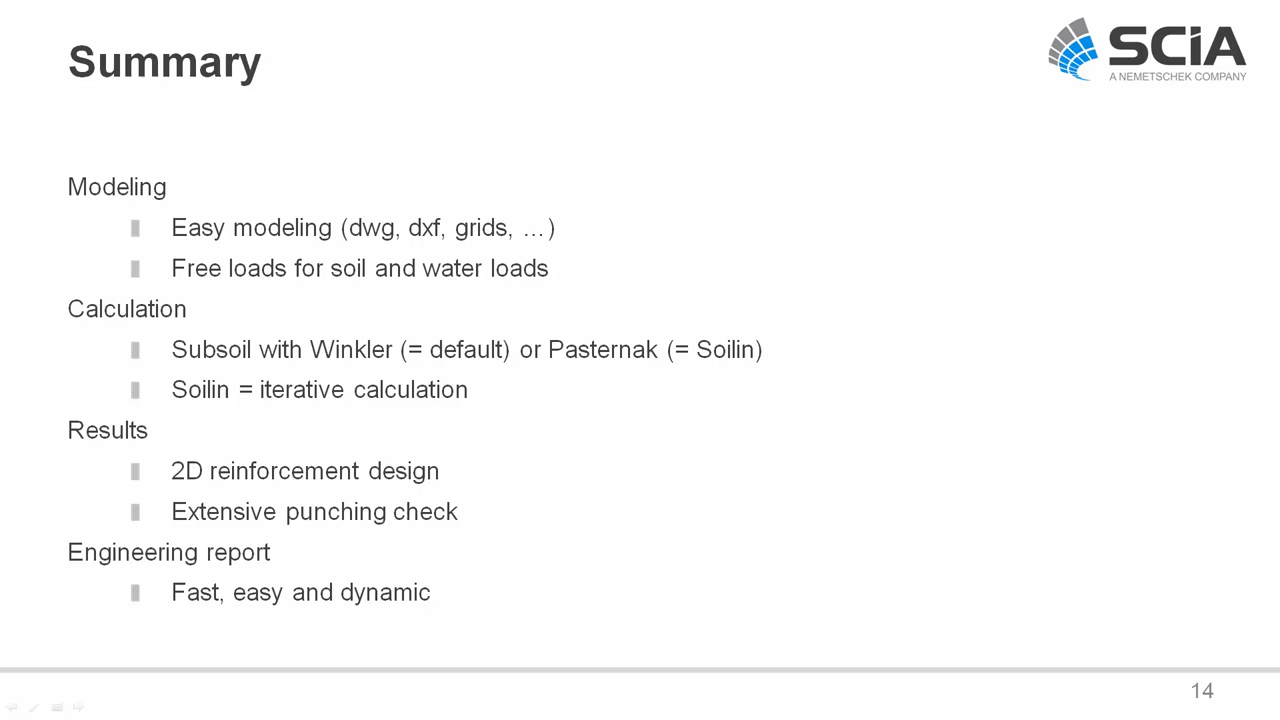 Summary
SCiA
A NEMETSCHEK COMPANY
Modeling
Easy modeling (dwg, dxf, grids, …)
Free loads for soil and water loads
Calculation
Subsoil with Winkler (= default) or Pasternak (= Soilin)
Soilin = iterative calculation
Results
2D reinforcement design
Extensive punching check
Engineering report
Fast, easy and dynamic
14